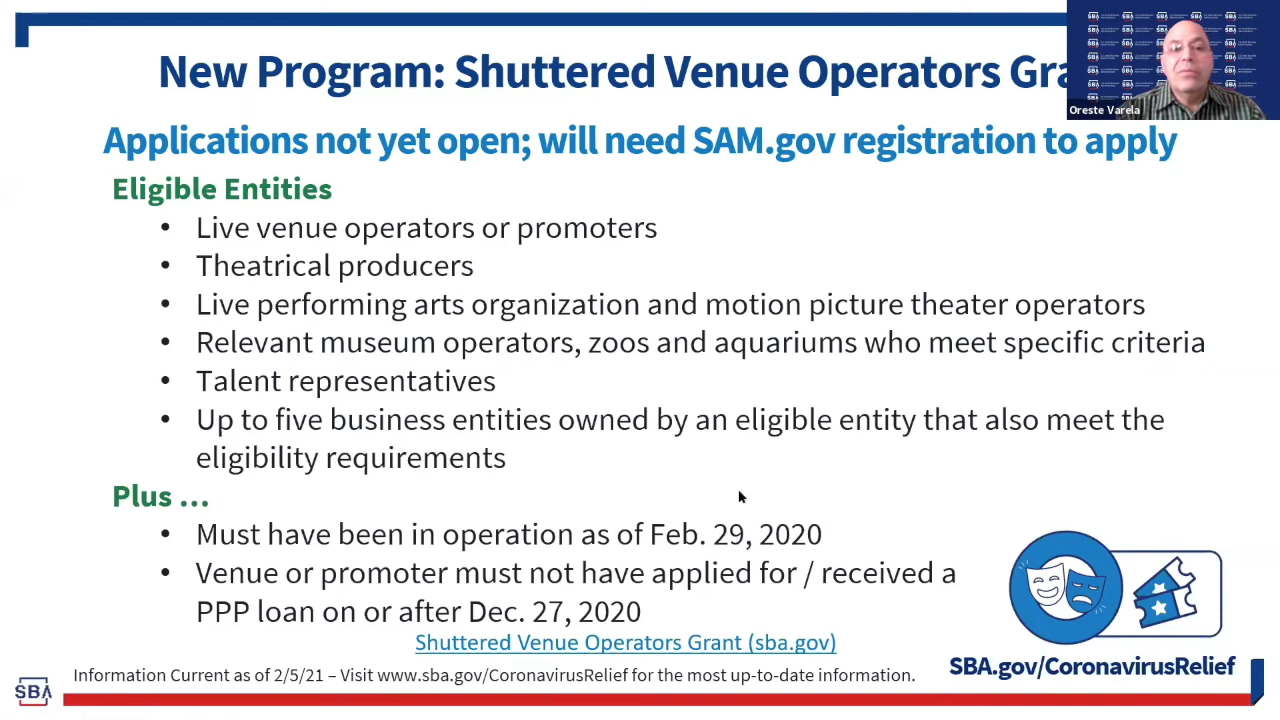 New Program: Shuttered Venue Operators Gra
Oreste Varela
Applications not yet open; will need SAM.gov registration to apply
Eligible Entities
• Live venue operators or promoters
• Theatrical producers
• Live performing arts organization and motion picture theater operators
• Relevant museum operators, zoos and aquariums who meet specific criteria
• Talent representatives
• Up to five business entities owned by an eligible entity that also meet the
eligibility requirements
Plus ...
• Must have been in operation as of Feb. 29, 2020
• Venue or promoter must not have applied for / received a
PPP loan on or after Dec. 27, 2020
Shuttered Venue Operators Grant (sba.gov)
SBA.gov/CoronavirusRelief
Information Current as of 2/5/21 – Visit www.sba.gov/CoronavirusRelief for the most up-to-date information.
SBA